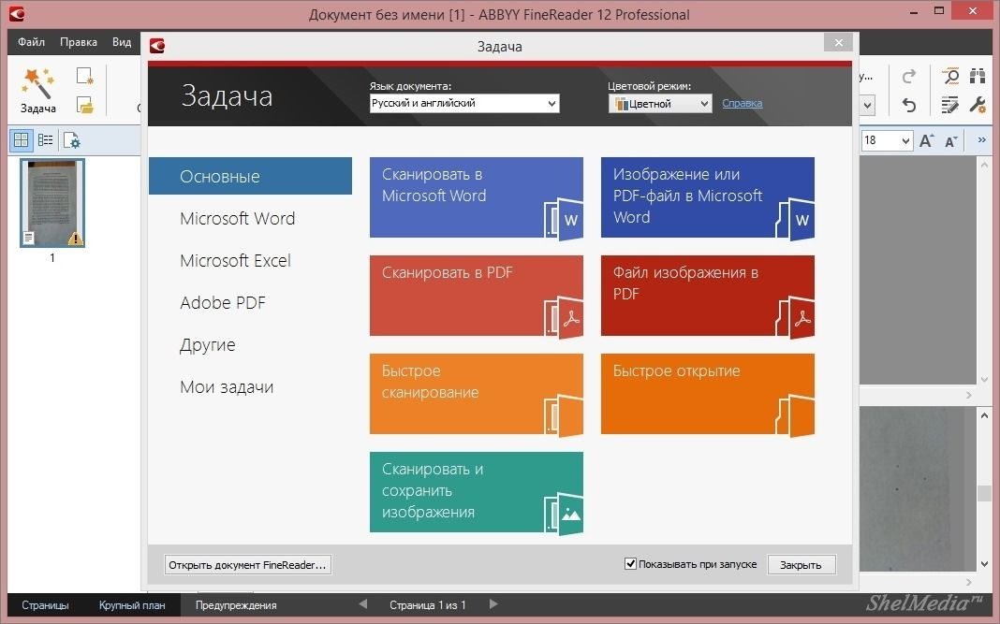 Документ без имени [1] - ABBYY FineReader 12 Professional
Файл Правка Вид
Задача
Задача
Задача
Язык документа:
Русский и английский
Цветовой режим:
Цветной
Справка
18
A A
Основные
Microsoft Word
Microsoft Excel
Adobe PDF
Другие
Мои задачи
Сканировать в
Microsoft Word
W
Изображение или
PDF-файл в Microsoft
Word
W
Сканировать в PDF
Файл изображения в
PDF
Быстрое
сканирование
Быстрое открытие
Сканировать и
сохранить
изображения
1
Открыть документ FineReader...
Показывать при запуске
Закрыть
Страницы
Крупный план
Предупреждения
Страница 1 из 1
ShelMedia.ru